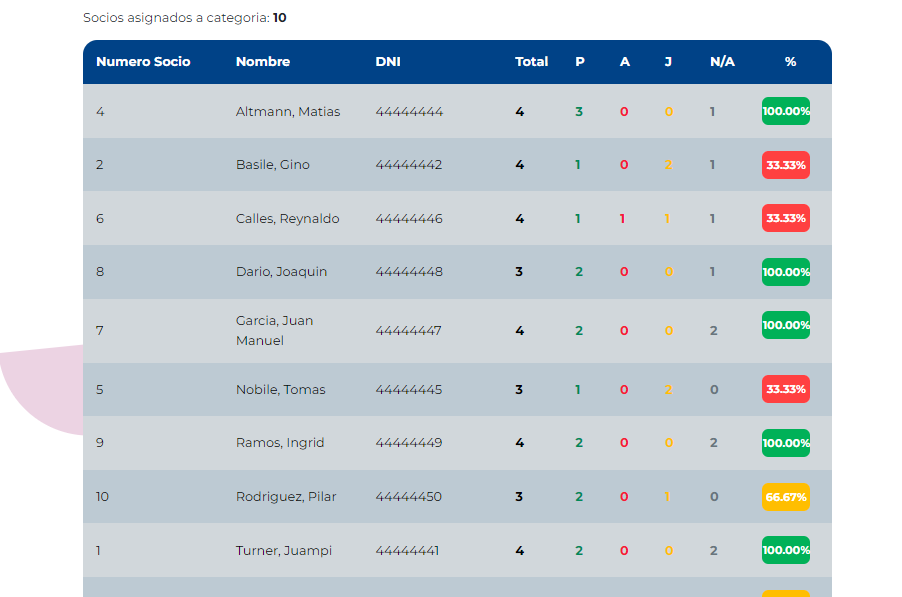 Socios asignados a categoria: 10
Numero Socio Nombre DNI Total P A J N/A %
4 Altmann, Matias 44444444 4 3 0 0 1 100.00%
2 Basile, Gino 44444442 4 1 0 2 1 33.33%
6 Calles, Reynaldo 44444446 4 1 1 1 1 33.33%
8 Dario, Joaquin 44444448 3 2 0 0 1 100.00%
7 Garcia, Juan Manuel 44444447 4 2 0 0 2 100.00%
5 Nobile, Tomas 44444445 3 1 0 2 0 33.33%
9 Ramos, Ingrid 44444449 4 2 0 0 2 100.00%
10 Rodriguez, Pilar 44444450 3 2 0 1 0 66.67%
1 Turner, Juampi 44444441 4 2 0 0 2 100.00%